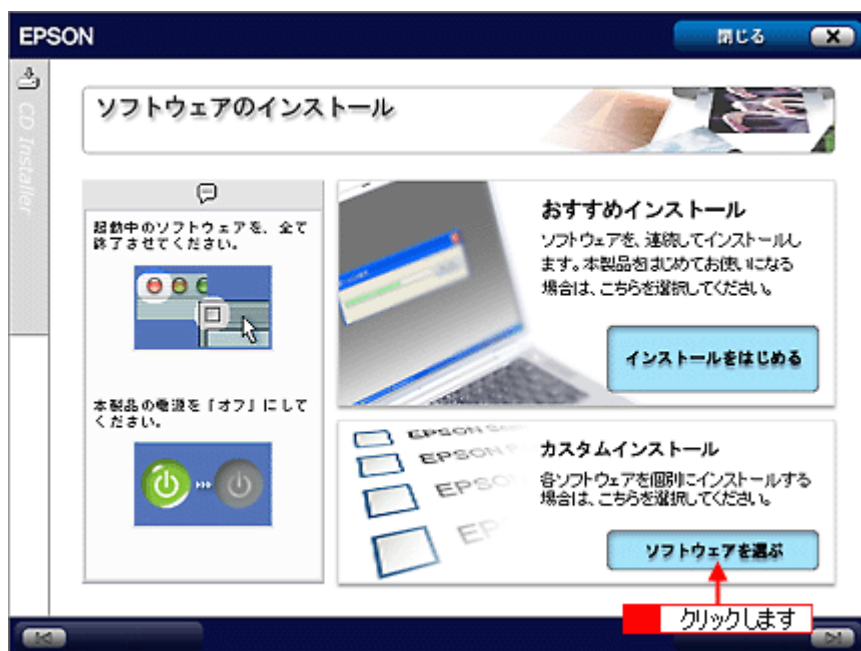 EPSON
閉じる
CD Installer
ソフトウェアのインストール
起動中のソフトウェアを、全て
終了させてください。
本製品の電源を「オフ」にして
ください。
おすすめインストール
ソフトウェアを、連続してインストールし
ます。本製品をはじめてお使いになる
場合は、こちらを選択してください。
インストールをはじめる
EPSON
EPSON
EPSO
EP
カスタムインストール
各ソフトウェアを個別にインストールする
場合は、こちらを選択してください。
ソフトウェアを選ぶ
クリックします